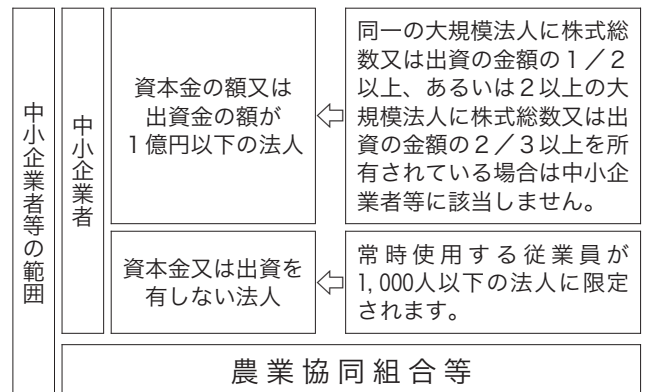 中小企業者等の範囲
中小企業者
資本金の額又は
出資金の額が
1億円以下の法人
同一の大規模法人に株式総
数又は出資の金額の1/2
以上、あるいは2以上の大
規模法人に株式総数又は出
資の金額の2/3以上を所
有されている場合は中小企
業者等に該当しません。
資本金又は出資を
有しない法人
常時使用する従業員が
1,000人以下の法人に限定
されます。
農業協同組合等